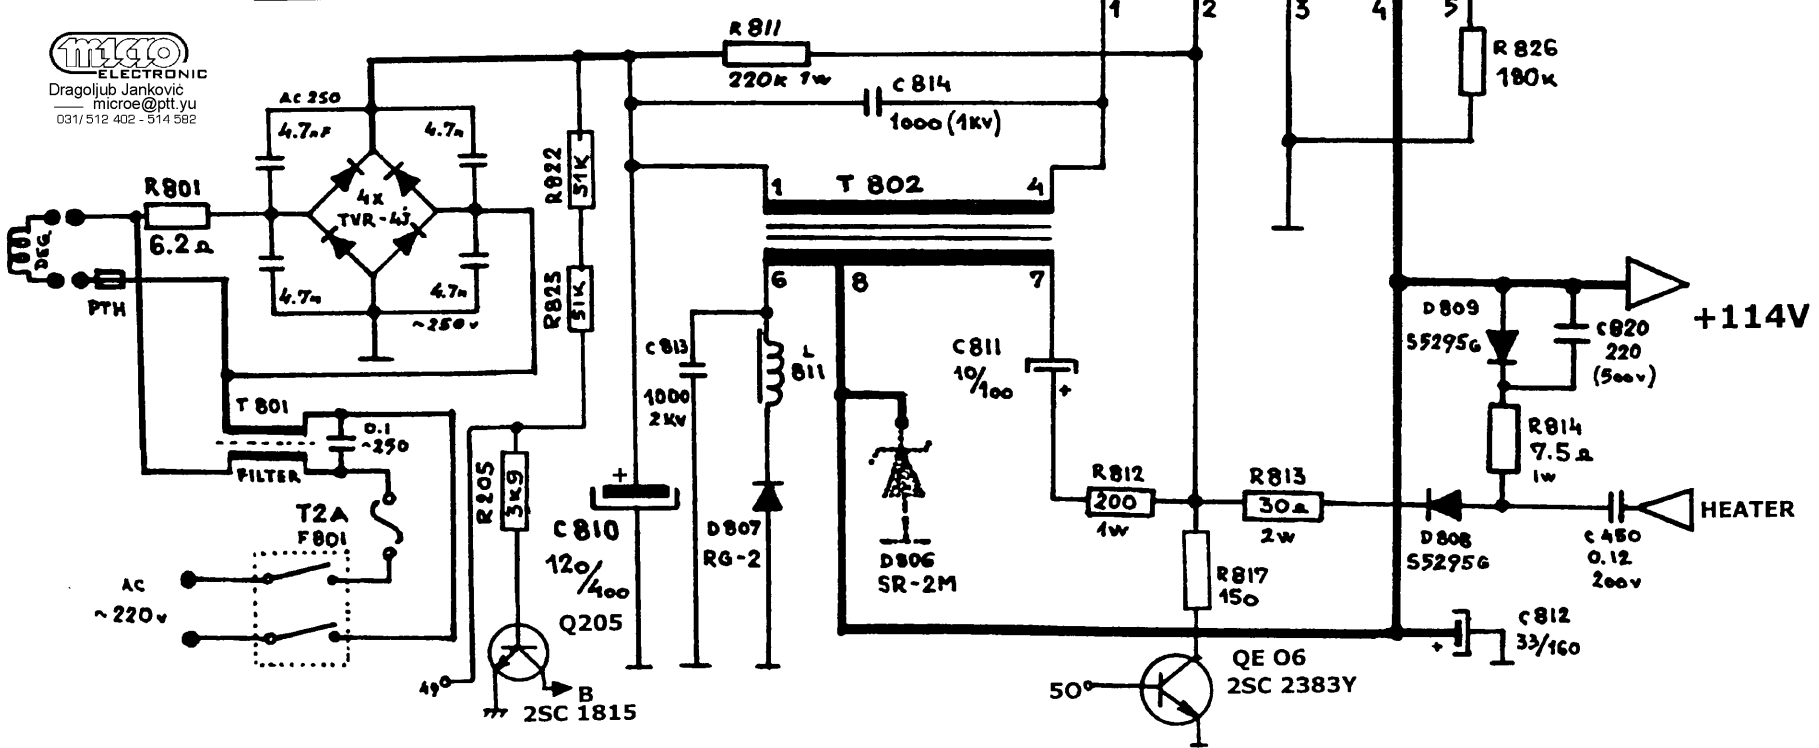 micro
ELECTRONIC
Dragoljub Janković
microe@ptt.yu
031/ 512 402 - 514 582
1
2
3
4
5
R811
220K 1W
R826
180K
C814
1000 (1KV)
AC 250
4.7nF
4.7n
4x
TVR-4J
4.7n
4.7n
~250v
R801
6.2Ω
DEG.
PTH
R822
51K
R823
51K
T 802
1
4
6
8
7
T 801
FILTER
0.1
~250
T2A
F801
AC
~220v
R205
3K9
49
B
Q205
2SC 1815
C810
120/400
C813
1000
2KV
L
811
D807
RG-2
D806
SR-2M
C811
10/100
R812
200
1W
R813
30Ω
2W
R817
150
QE 06
2SC 2383Y
50
D809
S5295G
C820
220
(500v)
+114V
R814
7.5Ω
1W
D808
S5295G
C450
0.12
200v
HEATER
C812
33/160
+
+
+